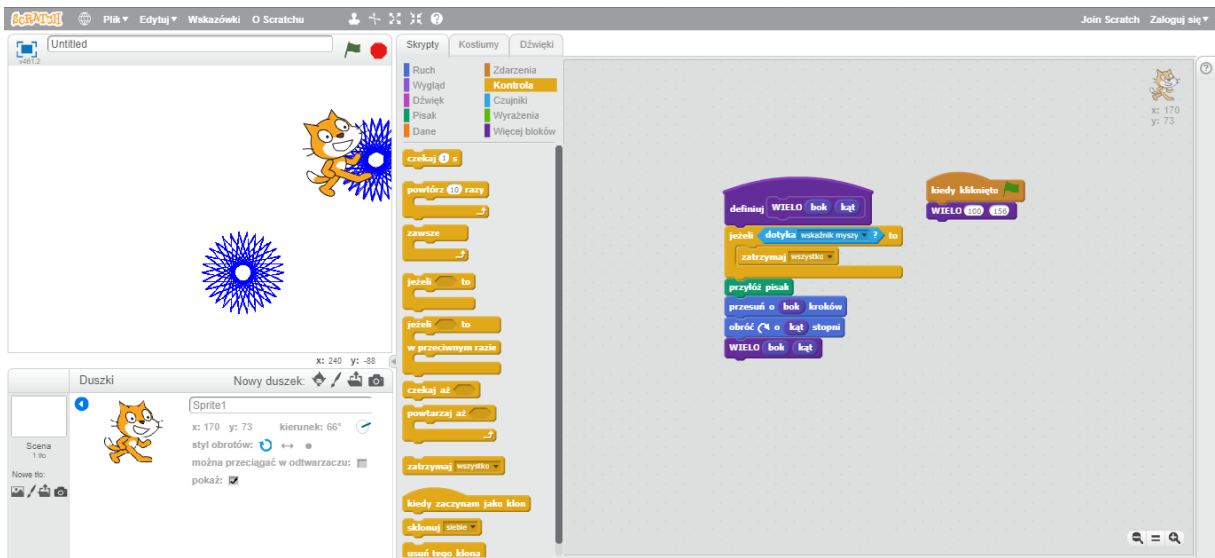 SCRATCH Plik Edytuj Wskazówki O Scratchu Join Scratch Zaloguj się
Untitled
v461.2
x: 240 y: -88
Duszki Nowy duszek:
Scena
1 tło
Nowe tło:
Sprite1
x: 170 y: 73 kierunek: 66°
styl obrotów:
można przeciągać w odtwarzaczu:
pokaż:
Skrypty Kostiumy Dźwięki
Ruch Zdarzenia
Wygląd Kontrola
Dźwięk Czujniki
Pisak Wyrażenia
Dane Więcej bloków
czekaj 1 s
powtórz 10 razy
zawsze
jeżeli to
jeżeli to
w przeciwnym razie
czekaj aż
powtarzaj aż
zatrzymaj wszystko
kiedy zaczynam jako klon
sklonuj siebie
usuń tego klona
definiuj WIELO bok kąt
jeżeli dotyka wskaźnik myszy ? to
zatrzymaj wszystko
przyłóż pisak
przesuń o bok kroków
obróć o kąt stopni
WIELO bok kąt
kiedy kliknięto
WIELO 100 156
x: 170
y: 73